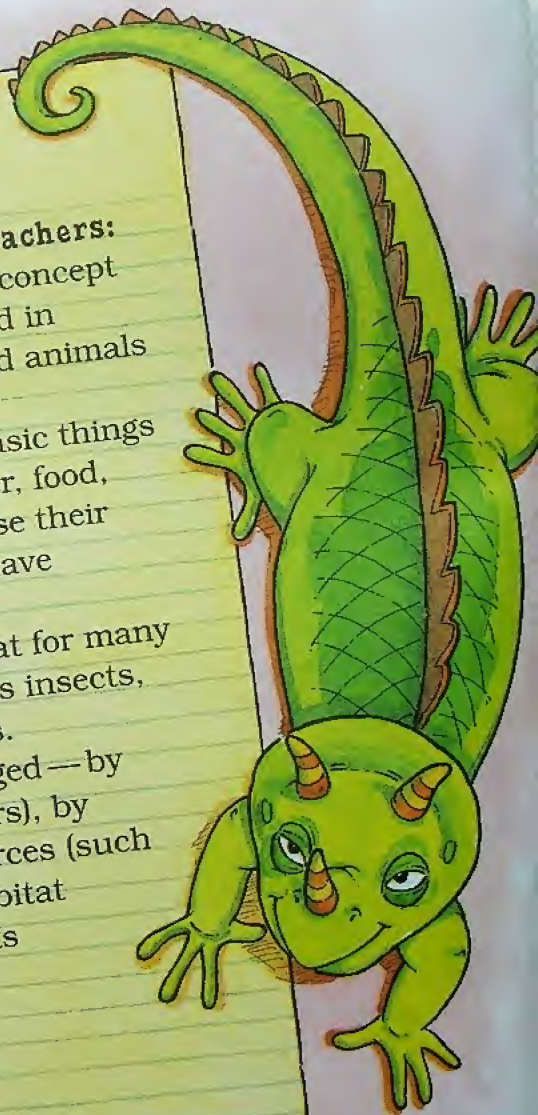 achers:
concept
d in
d animals
asic things
r, food,
se their
ave
at for many
s insects,
s.
ged—by
rs), by
rces (such
bitat
ts